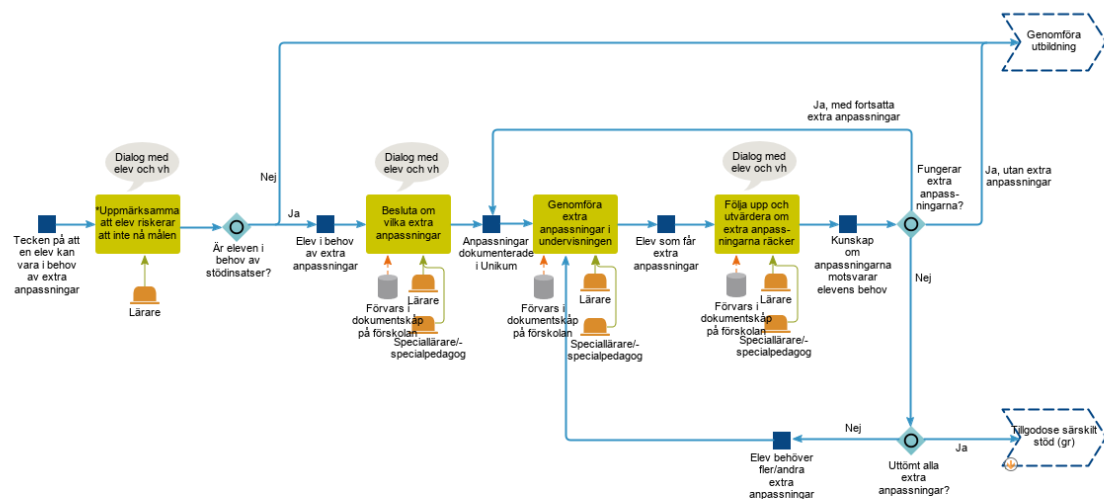 Genomföra
utbildning
Ja, med fortsatta
extra anpassningar
Dialog med
elev och vh
Dialog med
elev och vh
Dialog med
elev och vh
Nej
Fungerar
extra
anpass-
ningarna?
Ja, utan extra
anpassningar
*Uppmärksamma
att elev riskerar
att inte nå målen
Ja
Besluta om
vilka extra
anpassningar
Genomföra
extra
anpassningar i
undervisningen
Följa upp och
utvärdera om
extra anpass-
ningarna räcker
Tecken på att
en elev kan
vara i behov
av extra
anpassningar
Är eleven i
behov av
stödinsatser?
Elev i behov
av extra
anpassningar
Anpassningar
dokumenterade
i Unikum
Elev som får
extra
anpassningar
Kunskap
om
anpassningarna
motsvarar
elevens behov
Nej
Lärare
Förvars i
dokumentskåp
på förskolan
Lärare
Speciallärare/-
specialpedagog
Förvars i
dokumentskåp
på förskolan
Lärare
Speciallärare/-
specialpedagog
Förvars i
dokumentskåp
på förskolan
Lärare
Speciallärare/-
specialpedagog
Nej
Ja
Tillgodose särskilt
stöd (gr)
Elev behöver
fler/andra
extra
anpassningar
Uttömt alla
extra
anpassningar?